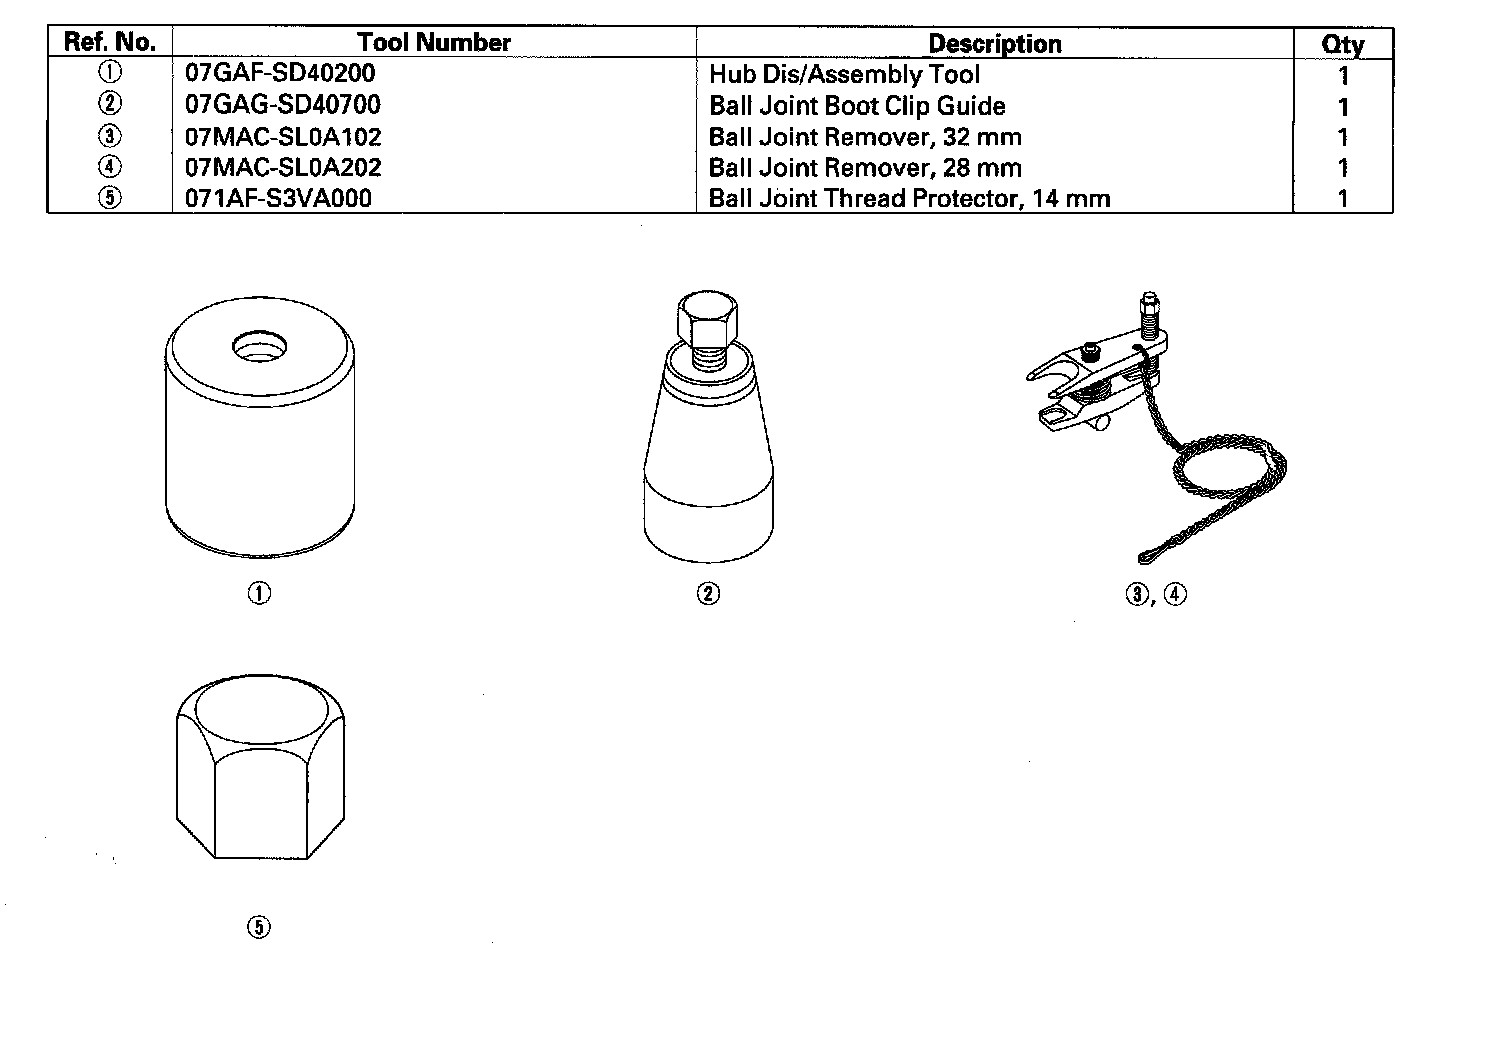 Ref. No. Tool Number Description Qty
① 07GAF-SD40200 Hub Dis/Assembly Tool 1
② 07GAG-SD40700 Ball Joint Boot Clip Guide 1
③ 07MAC-SL0A102 Ball Joint Remover, 32 mm 1
④ 07MAC-SL0A202 Ball Joint Remover, 28 mm 1
⑤ 071AF-S3VA000 Ball Joint Thread Protector, 14 mm 1
① ② ③, ④
⑤